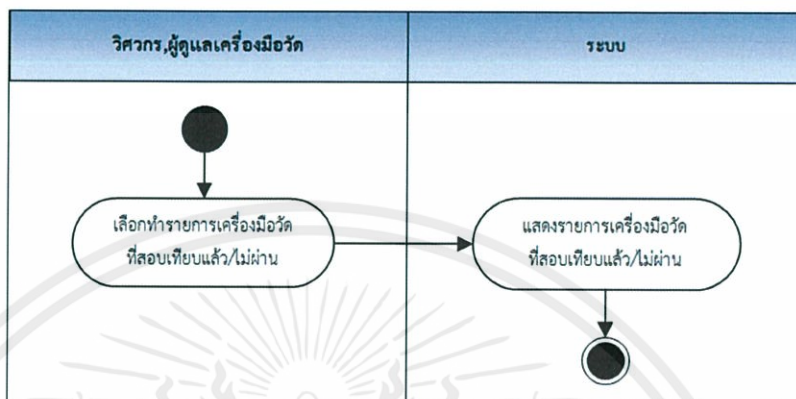 วิศวกร,ผู้ดูแลเครื่องมือวัด
ระบบ
เลือกทำรายการเครื่องมือวัด
ที่สอบเทียบแล้ว/ไม่ผ่าน
แสดงรายการเครื่องมือวัด
ที่สอบเทียบแล้ว/ไม่ผ่าน